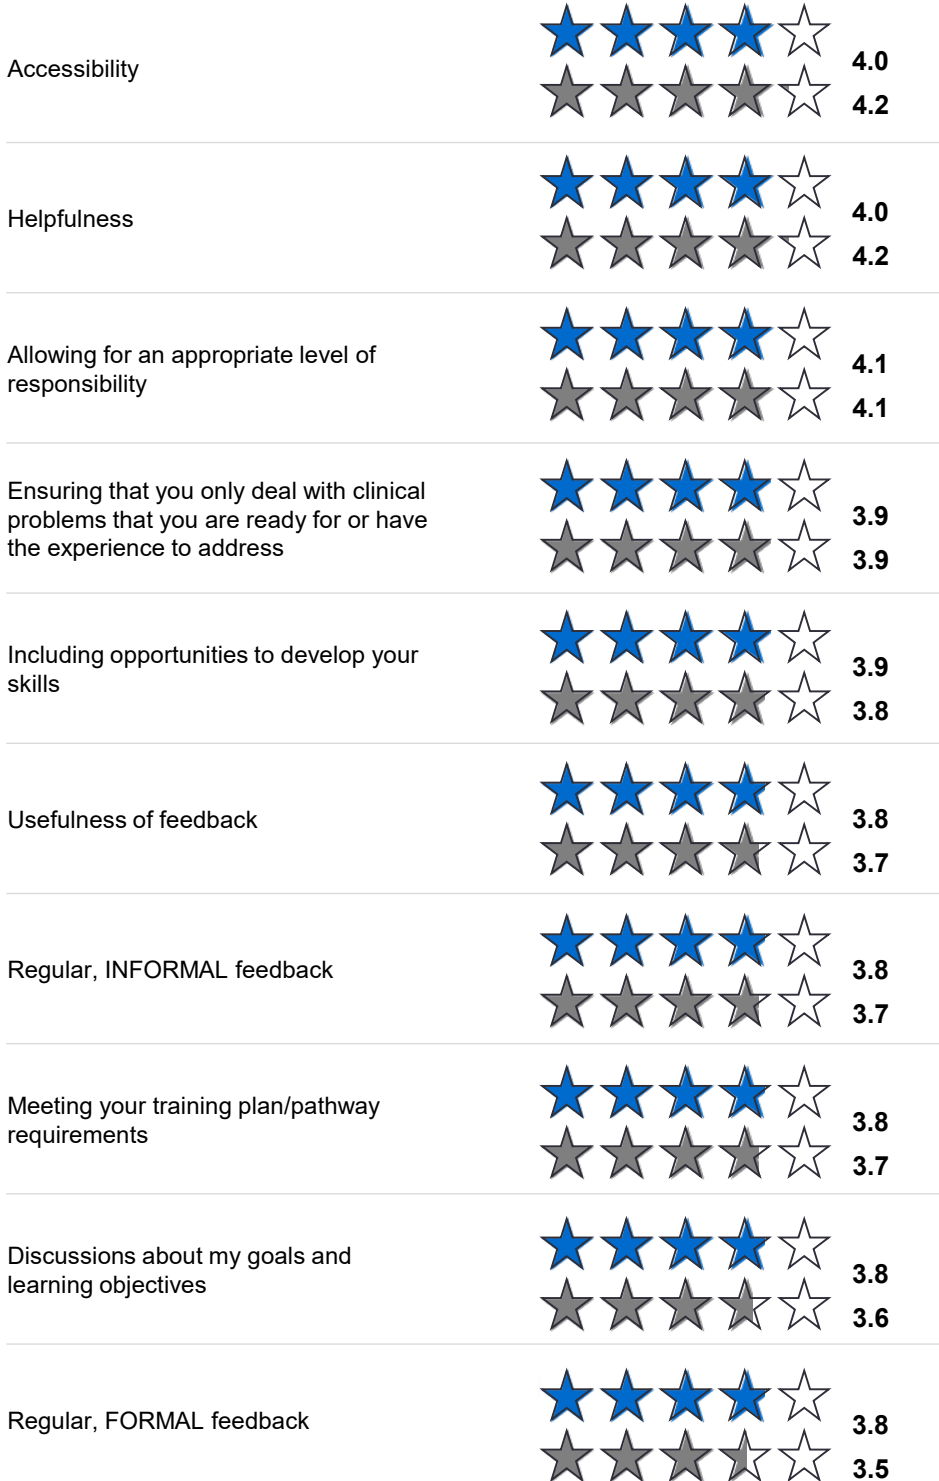 Accessibility
4.0
4.2
Helpfulness
4.0
4.2
Allowing for an appropriate level of
responsibility
4.1
4.1
Ensuring that you only deal with clinical
problems that you are ready for or have
the experience to address
3.9
3.9
Including opportunities to develop your
skills
3.9
3.8
Usefulness of feedback
3.8
3.7
Regular, INFORMAL feedback
3.8
3.7
Meeting your training plan/pathway
requirements
3.8
3.7
Discussions about my goals and
learning objectives
3.8
3.6
Regular, FORMAL feedback
3.8
3.5